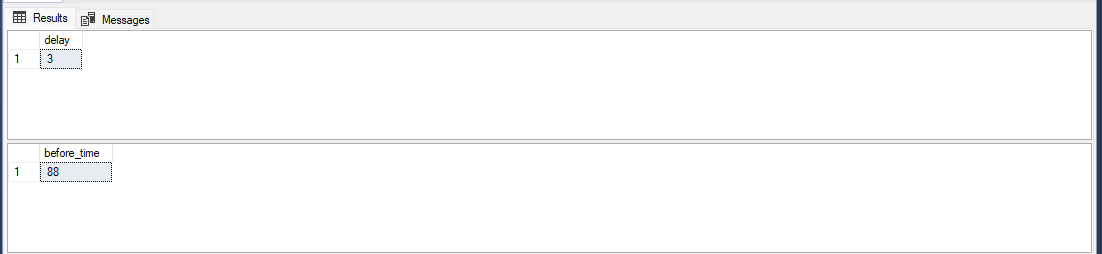 Results Messages
delay
1 3
before_time
1 88